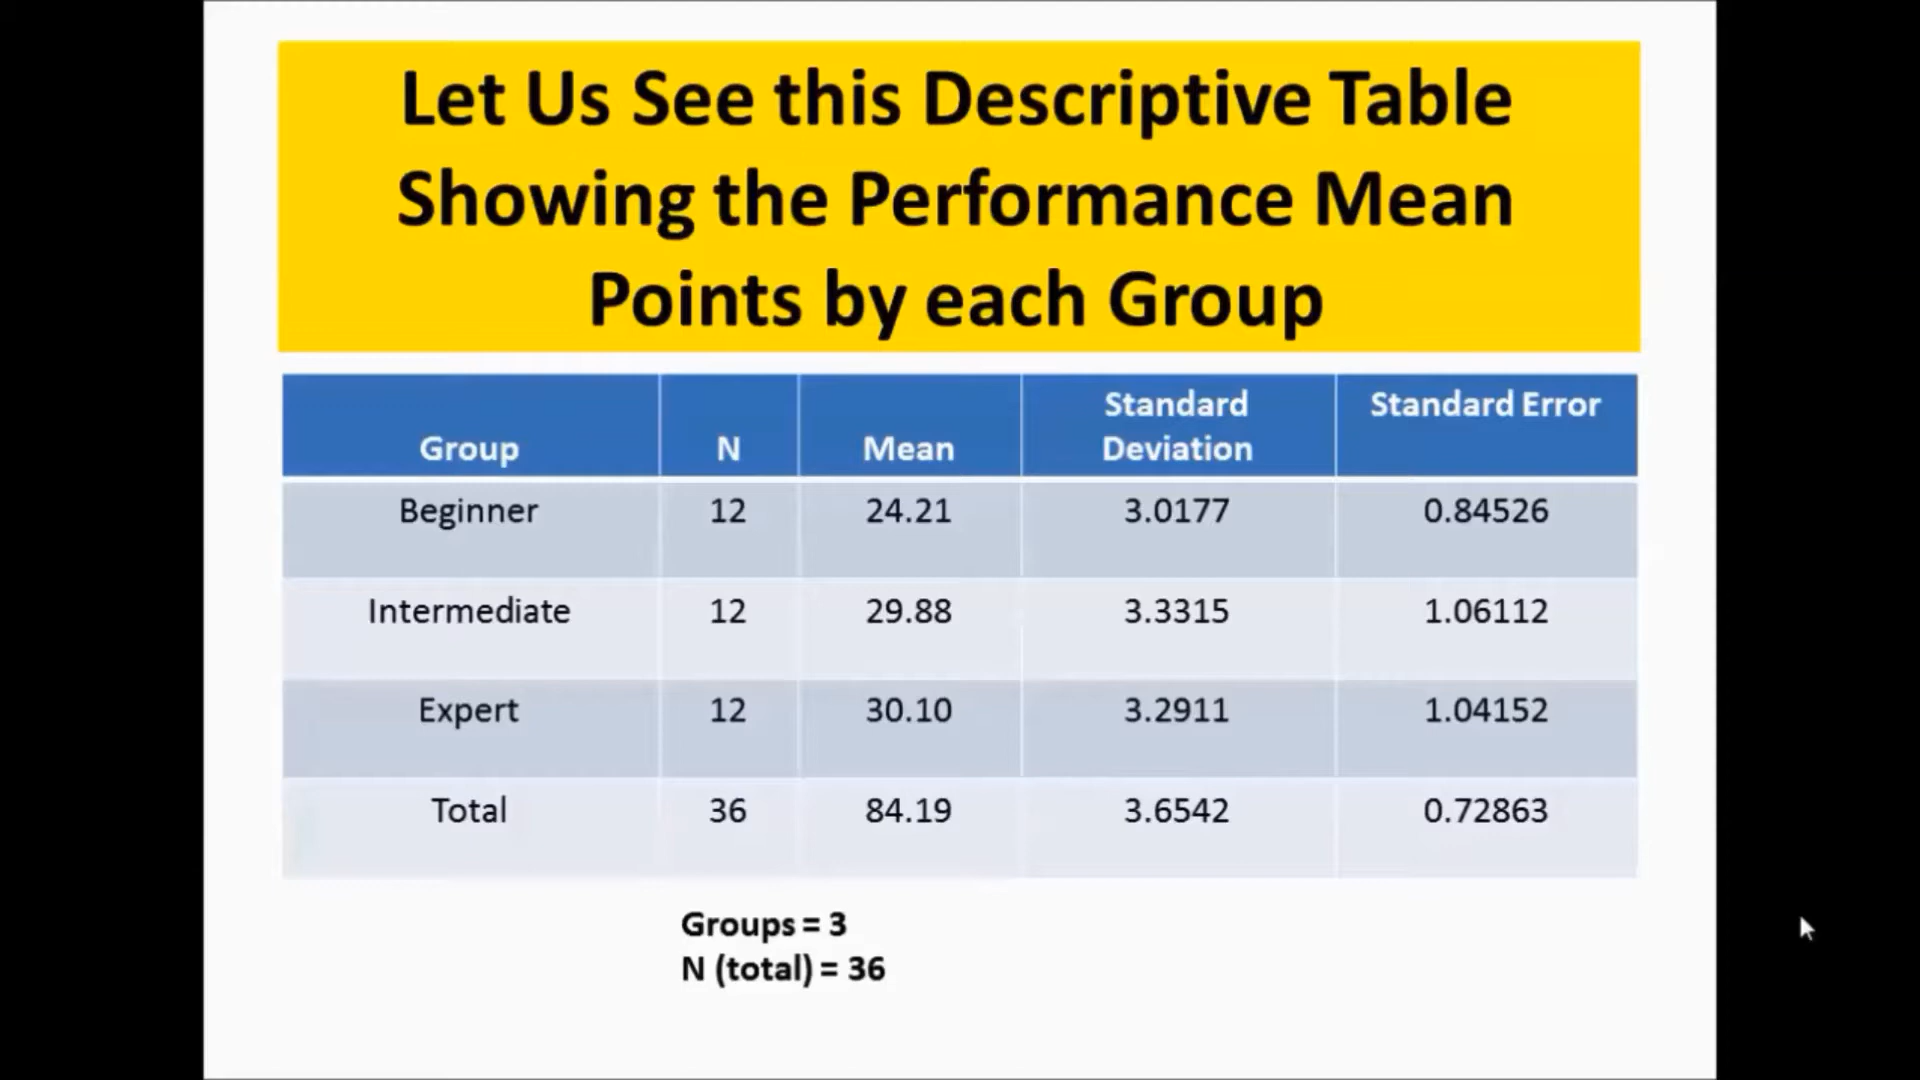 Let Us See this Descriptive Table
Showing the Performance Mean
Points by each Group
Group N Mean Standard Deviation Standard Error
Beginner 12 24.21 3.0177 0.84526
Intermediate 12 29.88 3.3315 1.06112
Expert 12 30.10 3.2911 1.04152
Total 36 84.19 3.6542 0.72863
Groups = 3
N (total) = 36